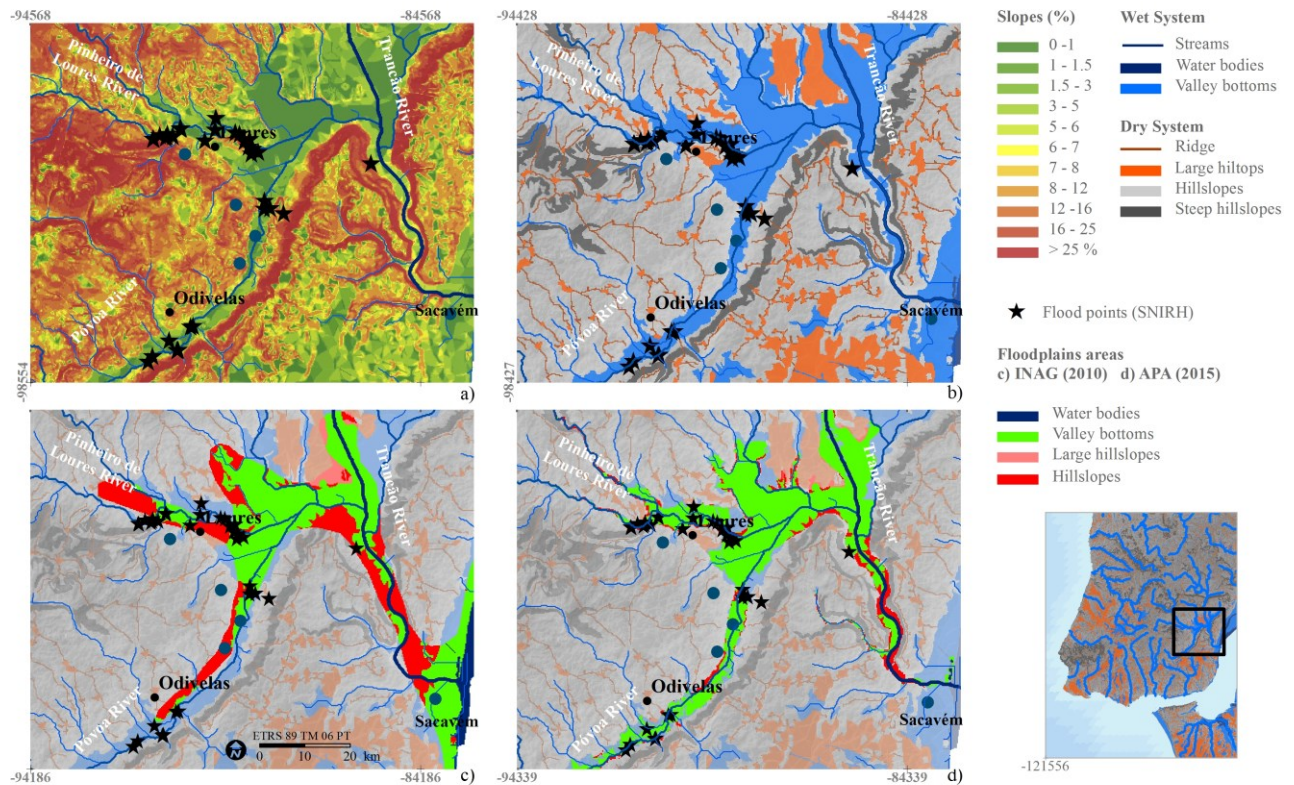 -94568
-84568
Pinheiro de
Loures River
Trancão River
Loures
Odivelas
Póvoa River
Sacavém
-98554
a)
-94428
-84428
Pinheiro de
Loures River
Trancão River
Loures
Odivelas
Póvoa River
Sacavém
-98427
b)
Pinheiro de
Loures River
Trancão River
Loures
Odivelas
Póvoa River
Sacavém
ETRS 89 TM 06 PT
0 10 20 km
-94186
-84186
c)
Pinheiro de
Loures River
Trancão River
Loures
Odivelas
Póvoa River
Sacavém
-94339
-84339
d)
Slopes (%)
0 -1
1 - 1.5
1.5 - 3
3 - 5
5 - 6
6 - 7
7 - 8
8 - 12
12 -16
16 - 25
> 25 %
Wet System
Streams
Water bodies
Valley bottoms
Dry System
Ridge
Large hiltops
Hillslopes
Steep hillslopes
Flood points (SNIRH)
Floodplains areas
c) INAG (2010) d) APA (2015)
Water bodies
Valley bottoms
Large hillslopes
Hillslopes
-121556